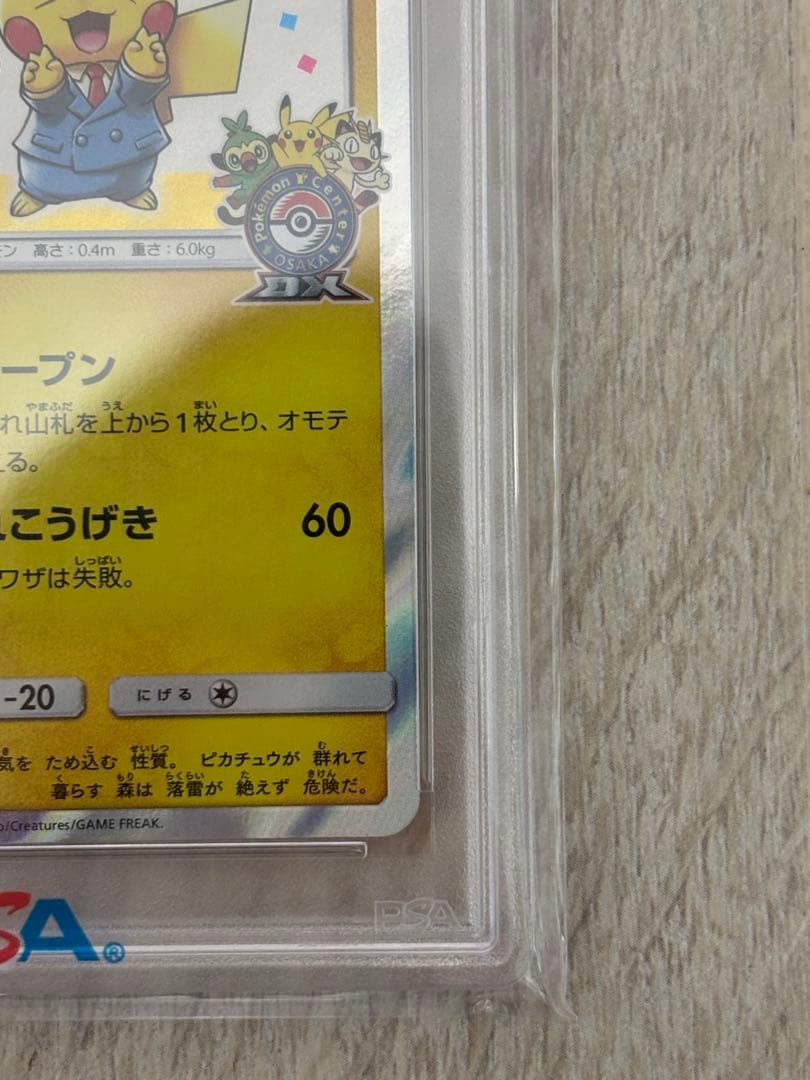 Pokémon Center
OSAKA
DX
モン 高さ：0.4m 重さ：6.0kg
ープン
れ山札を上から1枚とり、オモテ
える。
れこうげき 60
ワザは失敗。
-20 にげる
気を ため込む 性質。 ピカチュウが 群れて
暮らす 森は 落雷が 絶えず 危険だ。
o/Creatures/GAME FREAK.
PSA
SA®